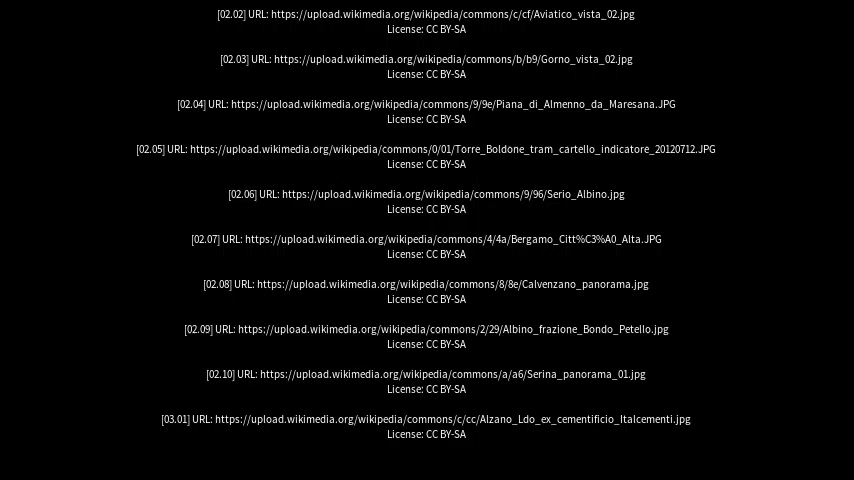 [02.02] URL: https://upload.wikimedia.org/wikipedia/commons/c/cf/Aviatico_vista_02.jpg
License: CC BY-SA
[02.03] URL: https://upload.wikimedia.org/wikipedia/commons/b/b9/Gorno_vista_02.jpg
License: CC BY-SA
[02.04] URL: https://upload.wikimedia.org/wikipedia/commons/9/9e/Piana_di_Almenno_da_Maresana.JPG
License: CC BY-SA
[02.05] URL: https://upload.wikimedia.org/wikipedia/commons/0/01/Torre_Boldone_tram_cartello_indicatore_20120712.JPG
License: CC BY-SA
[02.06] URL: https://upload.wikimedia.org/wikipedia/commons/9/96/Serio_Albino.jpg
License: CC BY-SA
[02.07] URL: https://upload.wikimedia.org/wikipedia/commons/4/4a/Bergamo_Citt%C3%A0_Alta.JPG
License: CC BY-SA
[02.08] URL: https://upload.wikimedia.org/wikipedia/commons/8/8e/Calvenzano_panorama.jpg
License: CC BY-SA
[02.09] URL: https://upload.wikimedia.org/wikipedia/commons/2/29/Albino_frazione_Bondo_Petello.jpg
License: CC BY-SA
[02.10] URL: https://upload.wikimedia.org/wikipedia/commons/a/a6/Serina_panorama_01.jpg
License: CC BY-SA
[03.01] URL: https://upload.wikimedia.org/wikipedia/commons/c/cc/Alzano_Ldo_ex_cementificio_Italcementi.jpg
License: CC BY-SA